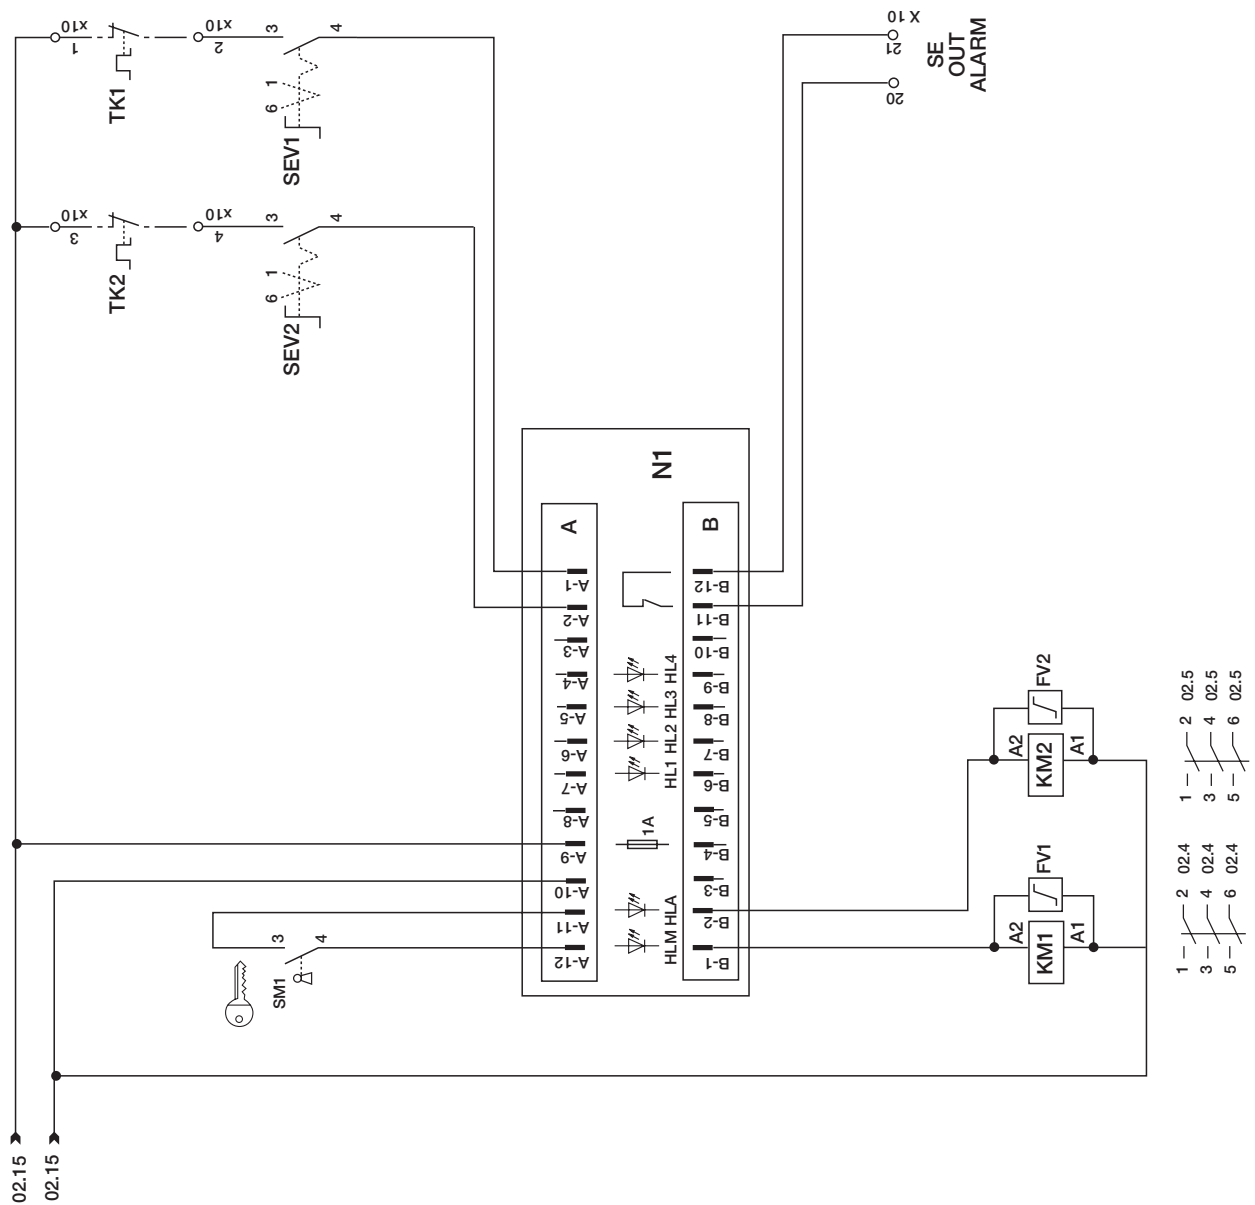 x10
1
x10
2
3
4
TK1
6 1
SEV1
x10
3
x10
4
3
4
TK2
6 1
SEV2
X 10
21
20
SE
OUT
ALARM
N1
A
A-1
A-2
A-3
A-4
A-5
A-6
A-7
A-8
A-9
A-10
A-11
A-12
HLM HLA
1A
HL1 HL2 HL3 HL4
B
B-12
B-11
B-10
B-9
B-8
B-7
B-6
B-5
B-4
B-3
B-2
B-1
3
4
SM1
FV2
A2
KM2
A1
FV1
A2
KM1
A1
1 2 02.5
3 4 02.5
5 6 02.5
1 2 02.4
3 4 02.4
5 6 02.4
02.15
02.15